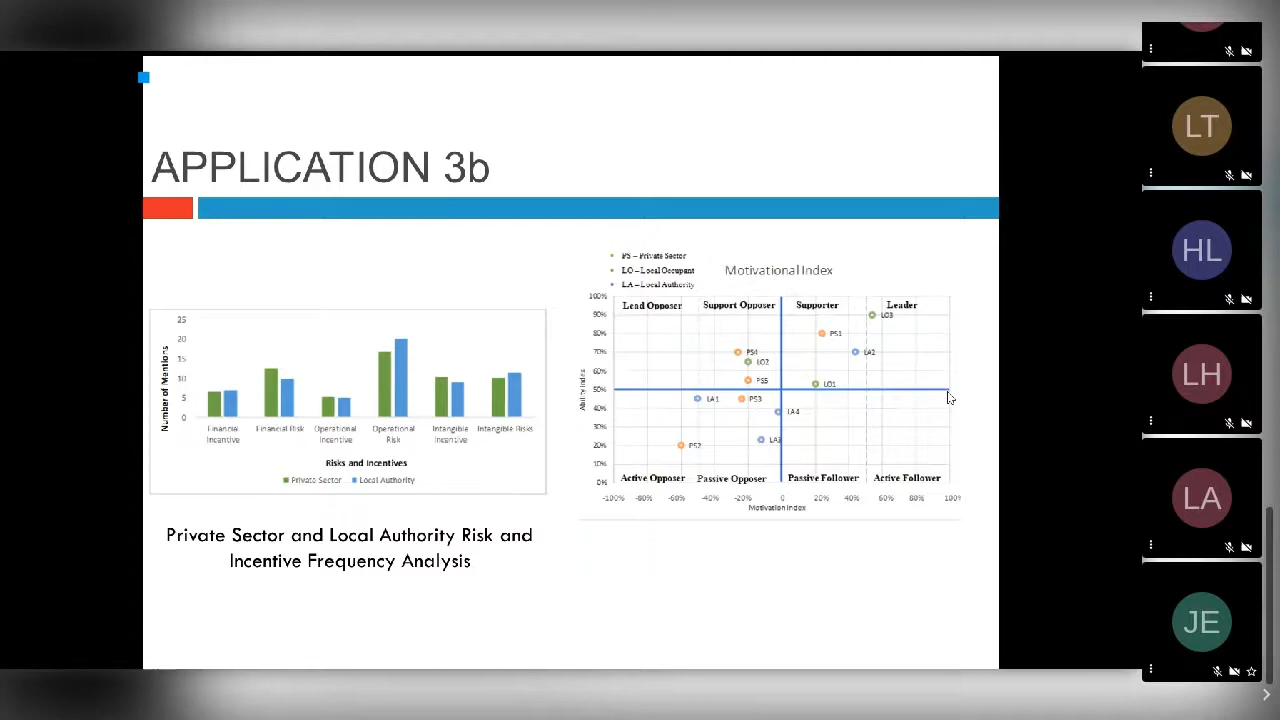 APPLICATION 3b
25
20
15
10
5
0
Number of Mentions
Financial Incentive
Financial Risk
Operational Incentive
Operational Risk
Intangible Incentive
Intangible Risks
Risks and Incentives
Private Sector
Local Authority
Private Sector and Local Authority Risk and
Incentive Frequency Analysis
PS – Private Sector
LO – Local Occupant
LA – Local Authority
Motivational Index
100%
90%
80%
70%
60%
50%
40%
30%
20%
10%
0%
Ability Index
Lead Opposer
Support Opposer
Supporter
Leader
LO3
PS1
PS4
LA2
LO2
PS5
LO1
LA1
PS3
LA4
LA3
PS2
Active Opposer
Passive Opposer
Passive Follower
Active Follower
-100% -80% -60% -40% -20% 0 20% 40% 60% 80% 100%
Motivation Index
LT
HL
LH
LA
JE